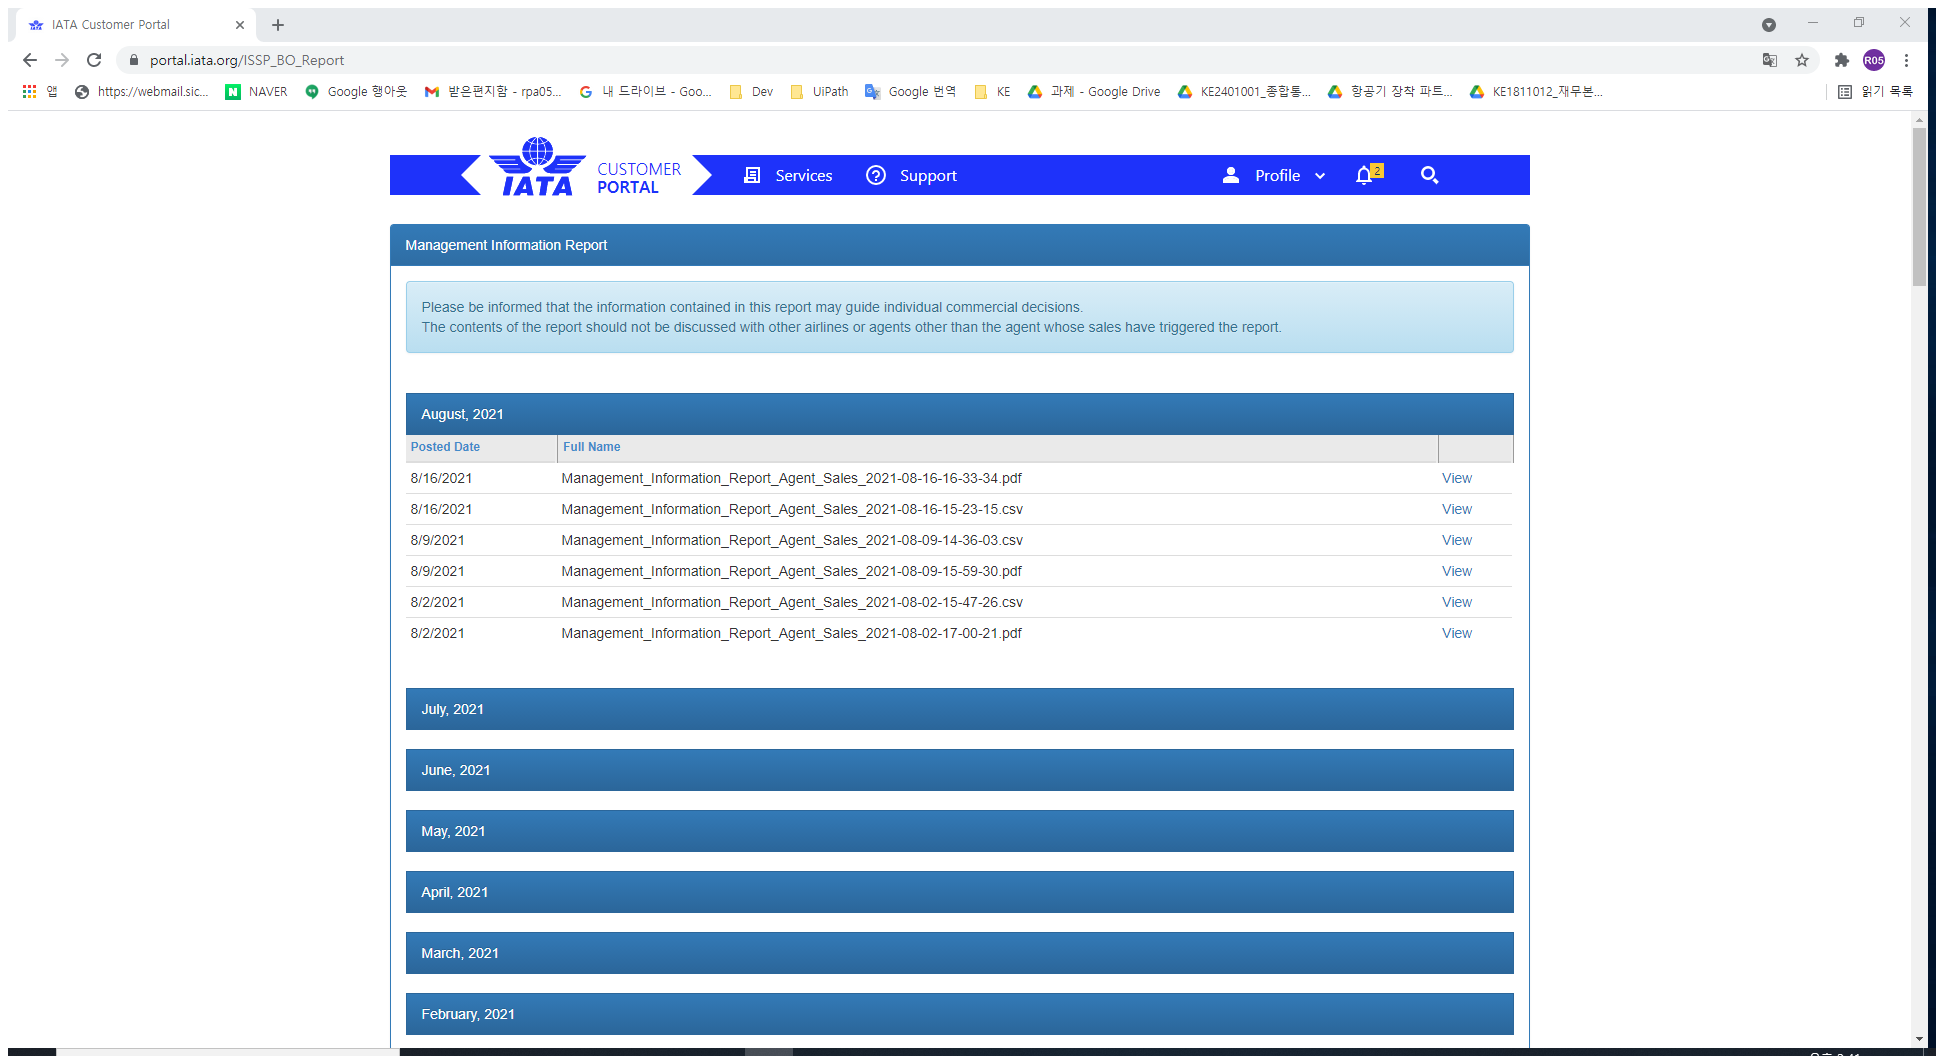 IATA Customer Portal
portal.iata.org/ISSP_BO_Report
R05
앱 https://webmail.sic... NAVER Google 행아웃 받은편지함 - rpa05... 내 드라이브 - Goo... Dev UiPath Google 번역 KE 과제 - Google Drive KE2401001_종합통... 항공기 장착 파트... KE1811012_재무본... 읽기 목록
IATA CUSTOMER PORTAL Services Support Profile 2
Management Information Report
Please be informed that the information contained in this report may guide individual commercial decisions.
The contents of the report should not be discussed with other airlines or agents other than the agent whose sales have triggered the report.
August, 2021
Posted Date Full Name
8/16/2021 Management_Information_Report_Agent_Sales_2021-08-16-16-33-34.pdf View
8/16/2021 Management_Information_Report_Agent_Sales_2021-08-16-15-23-15.csv View
8/9/2021 Management_Information_Report_Agent_Sales_2021-08-09-14-36-03.csv View
8/9/2021 Management_Information_Report_Agent_Sales_2021-08-09-15-59-30.pdf View
8/2/2021 Management_Information_Report_Agent_Sales_2021-08-02-15-47-26.csv View
8/2/2021 Management_Information_Report_Agent_Sales_2021-08-02-17-00-21.pdf View
July, 2021
June, 2021
May, 2021
April, 2021
March, 2021
February, 2021